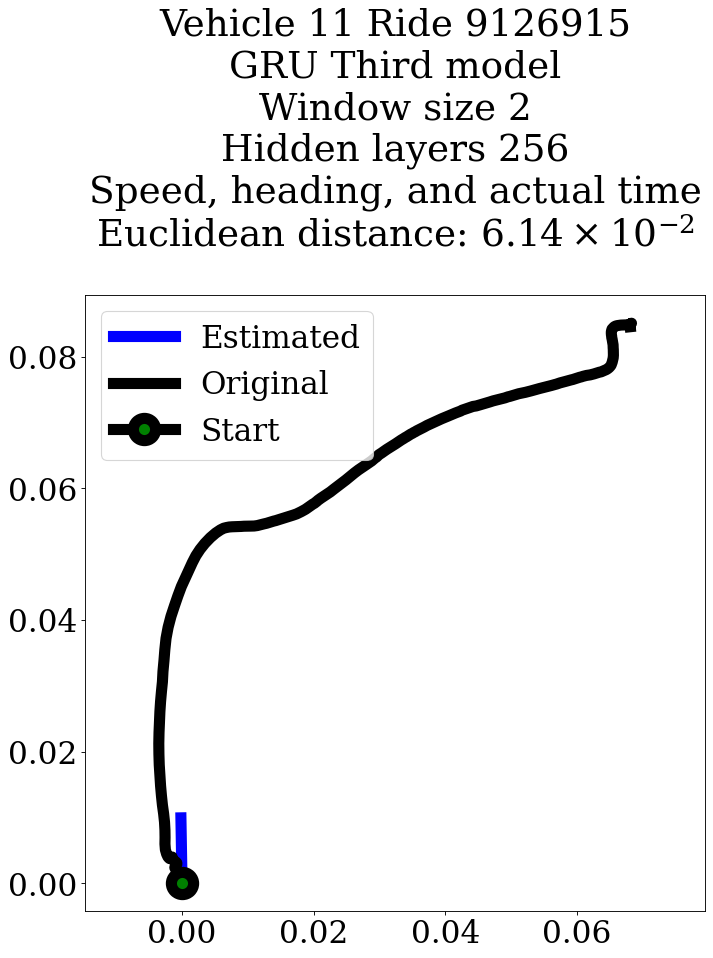 Vehicle 11 Ride 9126915
GRU Third model
Window size 2
Hidden layers 256
Speed, heading, and actual time
Euclidean distance: 6.14 × 10⁻²
Estimated
Original
Start
0.08
0.06
0.04
0.02
0.00
0.00 0.02 0.04 0.06